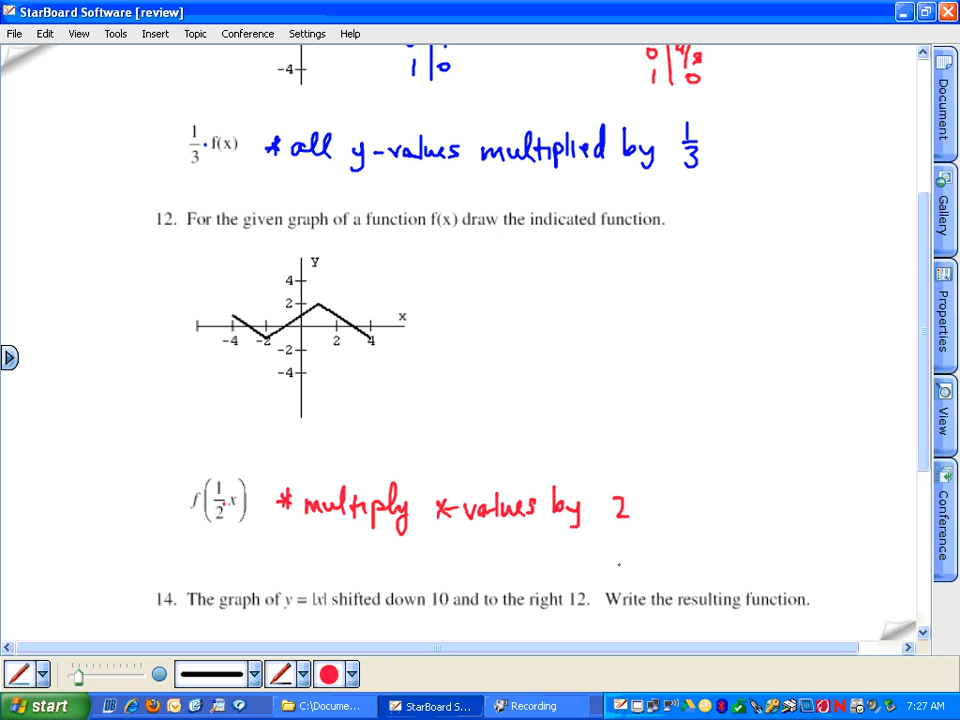 StarBoard Software [review]
File Edit View Tools Insert Topic Conference Settings Help
-4 1 0 0 4/3
1 0
1/3 · f(x) * all y-values multiplied by 1/3
12. For the given graph of a function f(x) draw the indicated function.
Y
4
2
x
-4 -2 2 4
-2
-4
f(1/2 x) * multiply x-values by 2
14. The graph of y = |x| shifted down 10 and to the right 12. Write the resulting function.
Document
Gallery
Properties
View
Conference
start C:\Docume... StarBoard S... Recording 7:27 AM